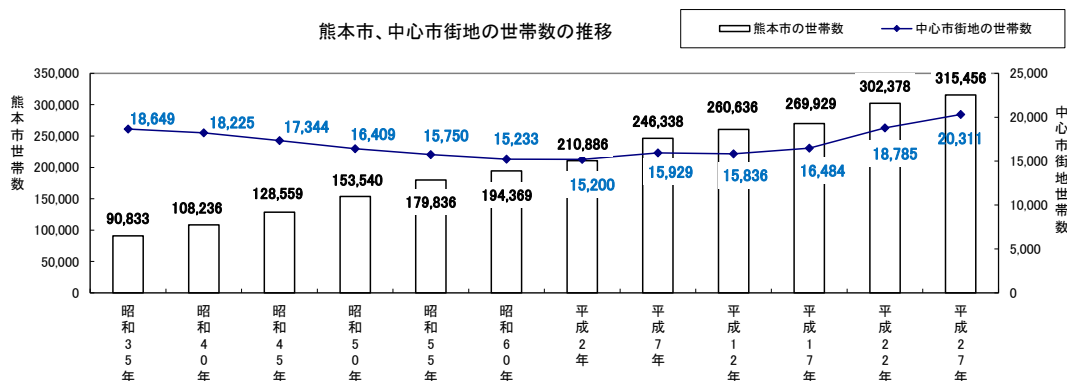 熊本市、中心市街地の世帯数の推移
熊本市の世帯数
中心市街地の世帯数
熊本市世帯数
350,000
300,000
250,000
200,000
150,000
100,000
50,000
0
中心市街地世帯数
25,000
20,000
15,000
10,000
5,000
0
18,649
18,225
17,344
16,409
15,750
15,233
15,200
15,929
15,836
16,484
18,785
20,311
90,833
108,236
128,559
153,540
179,836
194,369
210,886
246,338
260,636
269,929
302,378
315,456
昭和35年
昭和40年
昭和45年
昭和50年
昭和55年
昭和60年
平成2年
平成7年
平成12年
平成17年
平成22年
平成27年